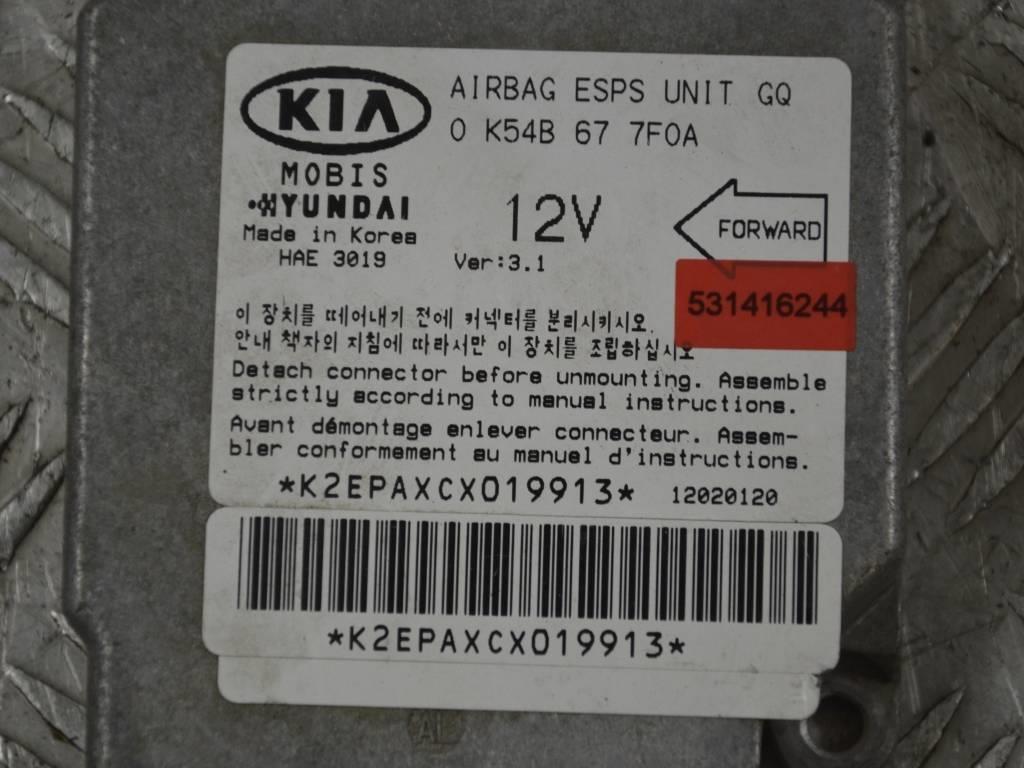 KIA
AIRBAG ESPS UNIT GQ
0 K54B 67 7F0A
MOBIS
HYUNDAI
Made in Korea
HAE 3019
12V
Ver:3.1
FORWARD
531416244
이 장치를 떼어내기 전에 커넥터를 분리시키시오.
안내 책자의 지침에 따라서만 이 장치를 조립하십시오
Detach connector before unmounting. Assemble
strictly according to manual instructions.
Avant démontage enlever connecteur. Assem-
bler conformement au manuel d'instructions.
*K2EPAXCX019913* 12020120
*K2EPAXCX019913*
AL